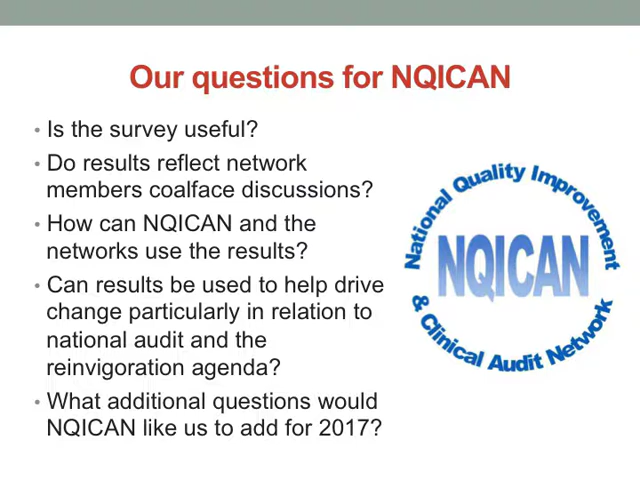 Our questions for NQICAN
• Is the survey useful?
• Do results reflect network
members coalface discussions?
• How can NQICAN and the
networks use the results?
• Can results be used to help drive
change particularly in relation to
national audit and the
reinvigoration agenda?
• What additional questions would
NQICAN like us to add for 2017?
National Quality Improvement
NQICAN
& Clinical Audit Network